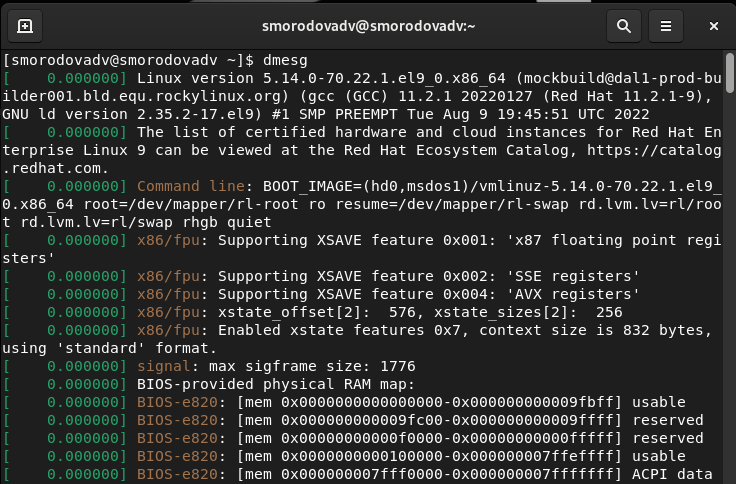 smorodovadv@smorodovadv:~
[smorodovadv@smorodovadv ~]$ dmesg
[    0.000000] Linux version 5.14.0-70.22.1.el9_0.x86_64 (mockbuild@dal1-prod-bu
ilder001.bld.equ.rockylinux.org) (gcc (GCC) 11.2.1 20220127 (Red Hat 11.2.1-9),
GNU ld version 2.35.2-17.el9) #1 SMP PREEMPT Tue Aug 9 19:45:51 UTC 2022
[    0.000000] The list of certified hardware and cloud instances for Red Hat En
terprise Linux 9 can be viewed at the Red Hat Ecosystem Catalog, https://catalog
.redhat.com.
[    0.000000] Command line: BOOT_IMAGE=(hd0,msdos1)/vmlinuz-5.14.0-70.22.1.el9_
0.x86_64 root=/dev/mapper/rl-root ro resume=/dev/mapper/rl-swap rd.lvm.lv=rl/roo
t rd.lvm.lv=rl/swap rhgb quiet
[    0.000000] x86/fpu: Supporting XSAVE feature 0x001: 'x87 floating point regi
sters'
[    0.000000] x86/fpu: Supporting XSAVE feature 0x002: 'SSE registers'
[    0.000000] x86/fpu: Supporting XSAVE feature 0x004: 'AVX registers'
[    0.000000] x86/fpu: xstate_offset[2]:  576, xstate_sizes[2]:  256
[    0.000000] x86/fpu: Enabled xstate features 0x7, context size is 832 bytes,
using 'standard' format.
[    0.000000] signal: max sigframe size: 1776
[    0.000000] BIOS-provided physical RAM map:
[    0.000000] BIOS-e820: [mem 0x0000000000000000-0x000000000009fbff] usable
[    0.000000] BIOS-e820: [mem 0x000000000009fc00-0x000000000009ffff] reserved
[    0.000000] BIOS-e820: [mem 0x00000000000f0000-0x00000000000fffff] reserved
[    0.000000] BIOS-e820: [mem 0x0000000000100000-0x000000007ffeffff] usable
[    0.000000] BIOS-e820: [mem 0x000000007fff0000-0x000000007fffffff] ACPI data